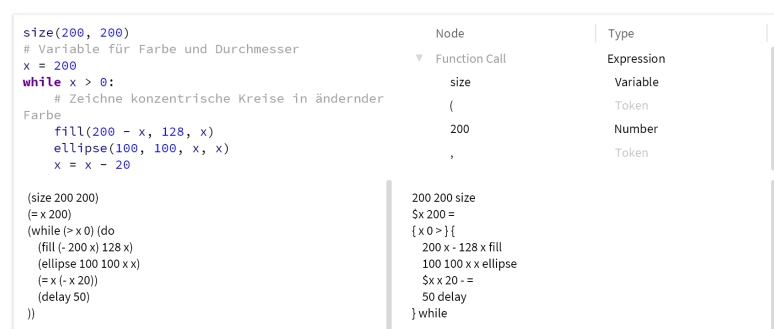 size(200, 200)
# Variable für Farbe und Durchmesser
x = 200
while x > 0:
    # Zeichne konzentrische Kreise in ändernder
Farbe
    fill(200 - x, 128, x)
    ellipse(100, 100, x, x)
    x = x - 20
Node Type
Function Call Expression
size Variable
( Token
200 Number
, Token
(size 200 200)
(= x 200)
(while (> x 0) (do
    (fill (- 200 x) 128 x)
    (ellipse 100 100 x x)
    (= x (- x 20))
    (delay 50)
))
200 200 size
$x 200 =
{ x 0 > } {
    200 x - 128 x fill
    100 100 x x ellipse
    $x x 20 - =
    50 delay
} while